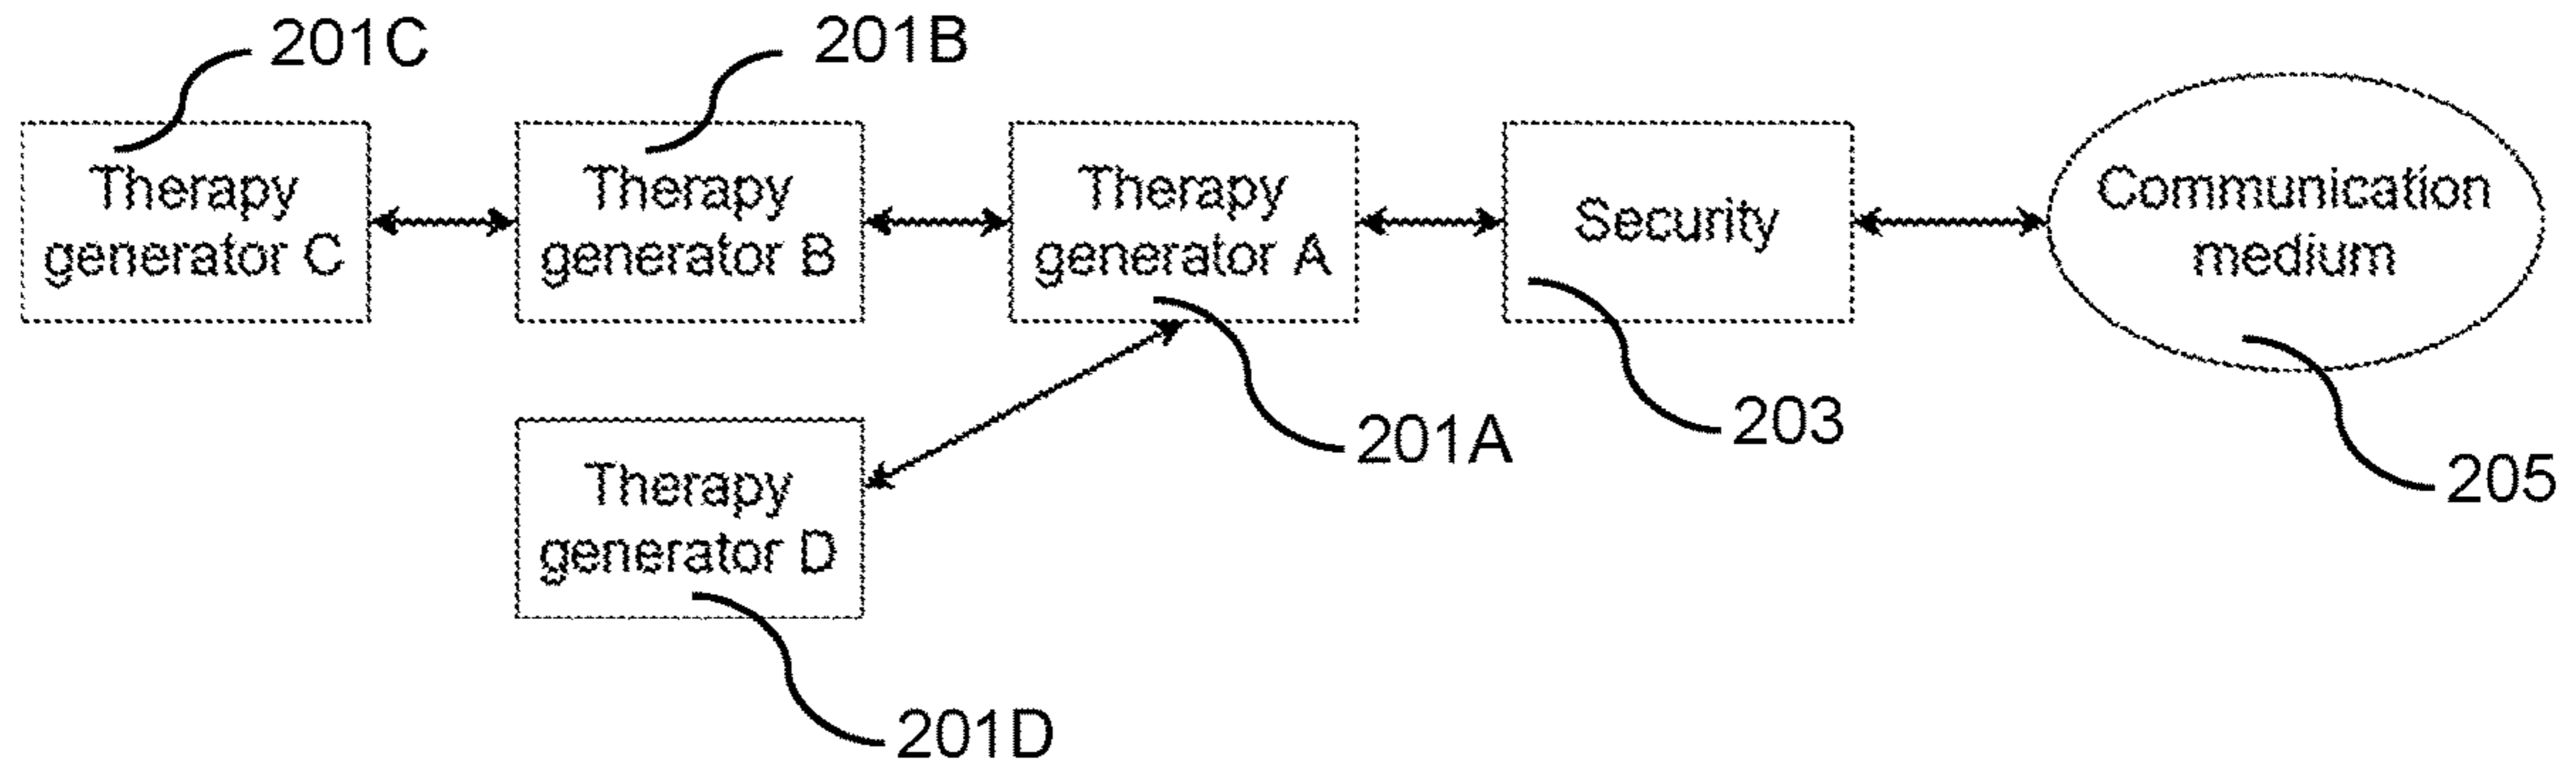 201C
201B
Therapy
generator C
Therapy
generator B
Therapy
generator A
Security
Communication
medium
201A
203
205
Therapy
generator D
201D